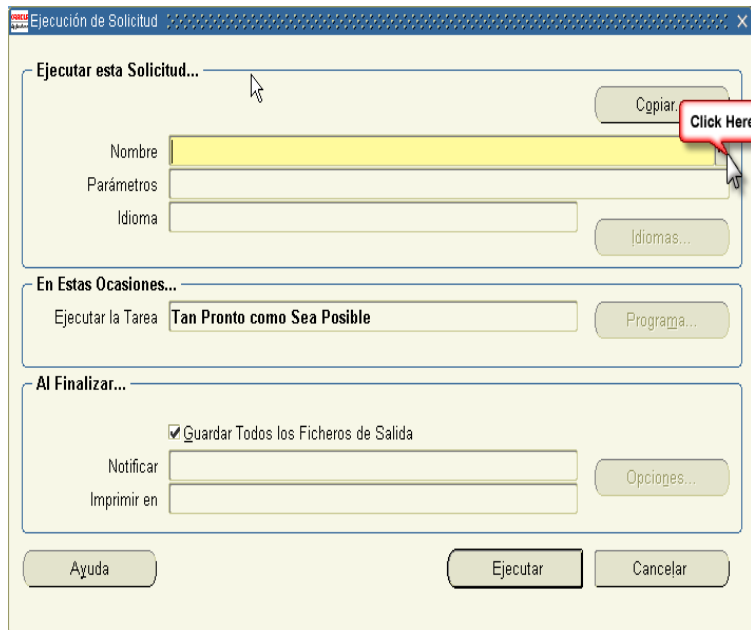 ORACLE
Ejecución de Solicitud
Ejecutar esta Solicitud...
Copiar...
Click Here
Nombre
Parámetros
Idioma
Idiomas...
En Estas Ocasiones...
Ejecutar la Tarea Tan Pronto como Sea Posible Programa...
Al Finalizar...
Guardar Todos los Ficheros de Salida
Notificar
Opciones...
Imprimir en
Ayuda Ejecutar Cancelar